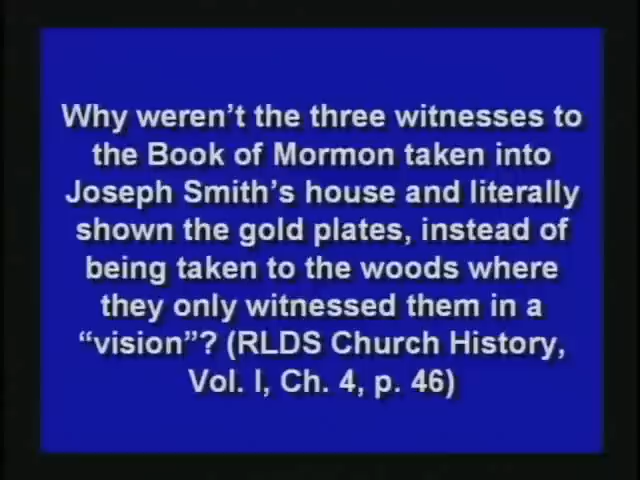 Why weren’t the three witnesses to
the Book of Mormon taken into
Joseph Smith’s house and literally
shown the gold plates, instead of
being taken to the woods where
they only witnessed them in a
“vision”? (RLDS Church History,
Vol. I, Ch. 4, p. 46)